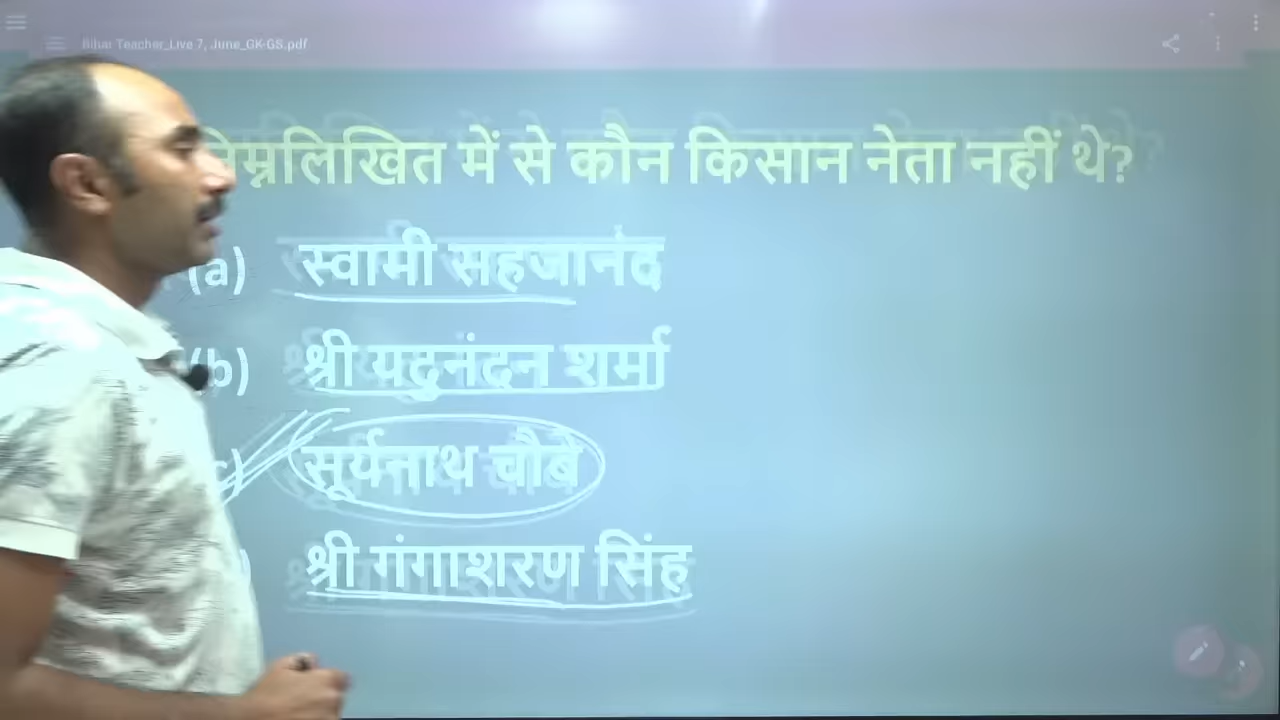 Bihar Teacher_Live 7, June_GK-GS.pdf
निम्नलिखित में से कौन किसान नेता नहीं थे?
(a) स्वामी सहजानंद
(b) श्री यदुनंदन शर्मा
c) सूर्यनाथ चौबे
श्री गंगाशरण सिंह